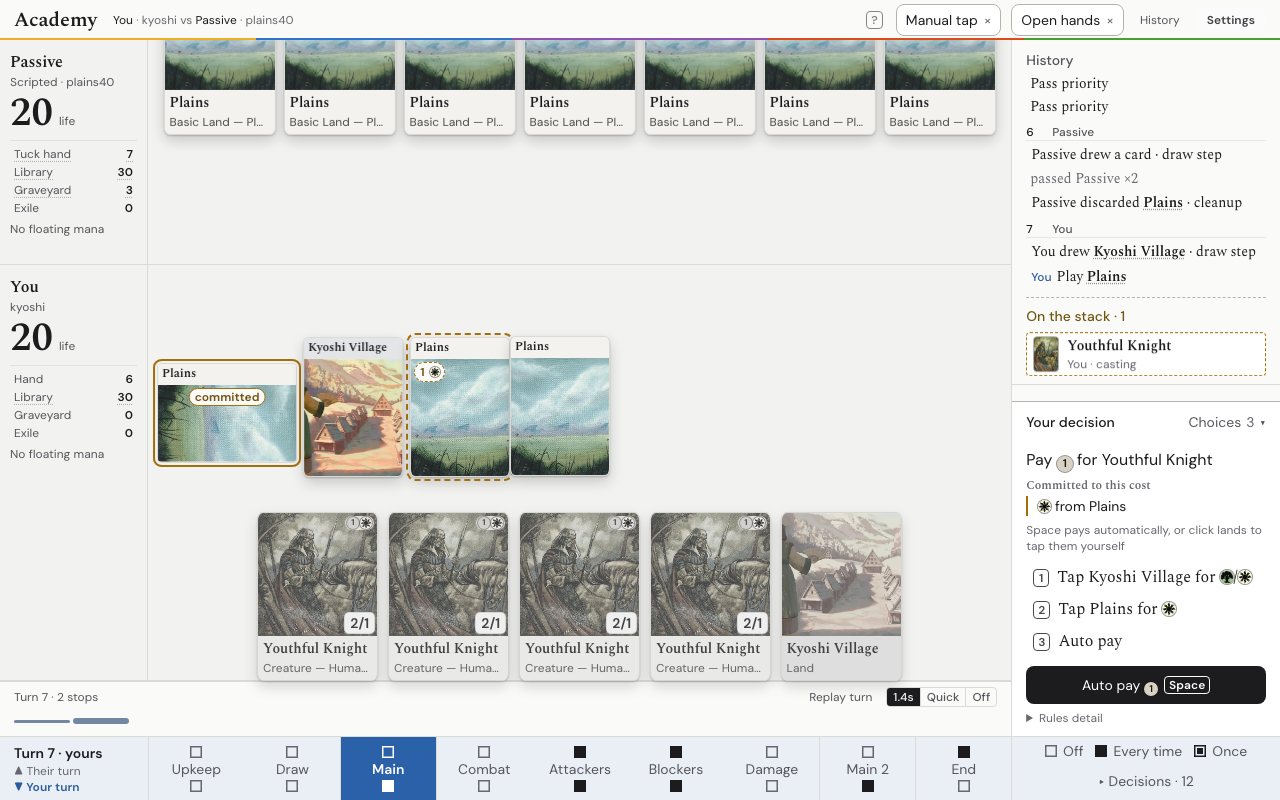 Academy You · kyoshi vs Passive · plains40 ? Manual tap × Open hands × History Settings
Passive
Scripted · plains40
20 life
Tuck hand 7
Library 30
Graveyard 3
Exile 0
No floating mana
Plains Plains Plains Plains Plains Plains Plains
Basic Land — Pl… Basic Land — Pl… Basic Land — Pl… Basic Land — Pl… Basic Land — Pl… Basic Land — Pl… Basic Land — Pl…
You
kyoshi
20 life
Hand 6
Library 30
Graveyard 0
Exile 0
No floating mana
Plains
committed
Kyoshi Village
Plains
1
Plains
1 1 1 1
2/1 2/1 2/1 2/1
Youthful Knight Youthful Knight Youthful Knight Youthful Knight Kyoshi Village
Creature — Huma… Creature — Huma… Creature — Huma… Creature — Huma… Land
History
Pass priority
Pass priority
6 Passive
Passive drew a card · draw step
passed Passive ×2
Passive discarded Plains · cleanup
7 You
You drew Kyoshi Village · draw step
You Play Plains
On the stack · 1
Youthful Knight
You · casting
Your decision Choices 3 ▾
Pay 1 for Youthful Knight
Committed to this cost
from Plains
Space pays automatically, or click lands to
tap them yourself
1 Tap Kyoshi Village for /
2 Tap Plains for
3 Auto pay
Auto pay 1 Space
▶ Rules detail
Turn 7 · 2 stops Replay turn 1.4s Quick Off
Turn 7 · yours
▲ Their turn
▼ Your turn
Upkeep Draw Main Combat Attackers Blockers Damage Main 2 End
Off Every time Once
▸ Decisions · 12